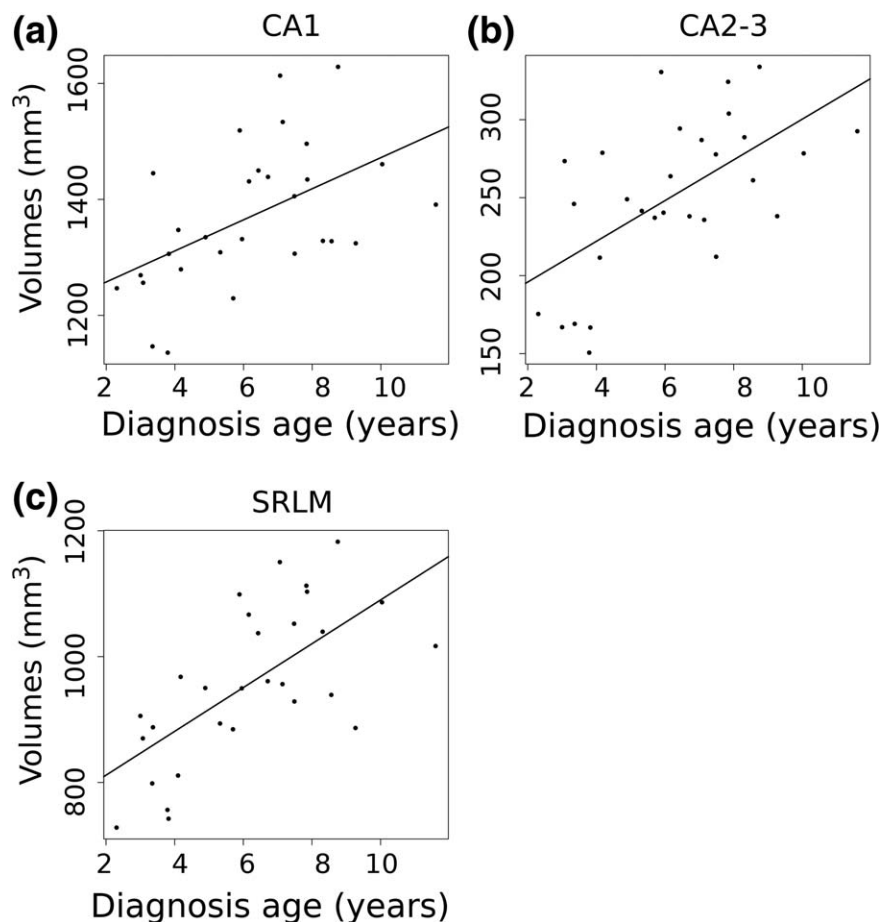 (a) CA1
1600
1400
1200
Volumes (mm³)
2 4 6 8 10
Diagnosis age (years)
(b) CA2-3
300
250
200
150
2 4 6 8 10
Diagnosis age (years)
(c) SRLM
1200
1000
800
Volumes (mm³)
2 4 6 8 10
Diagnosis age (years)